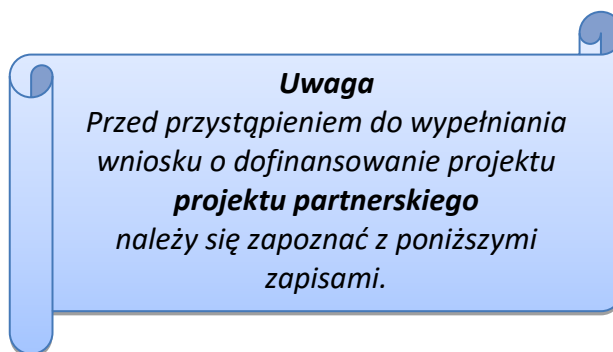 Uwaga
Przed przystąpieniem do wypełniania
wniosku o dofinansowanie projektu
projektu partnerskiego
należy się zapoznać z poniższymi
zapisami.